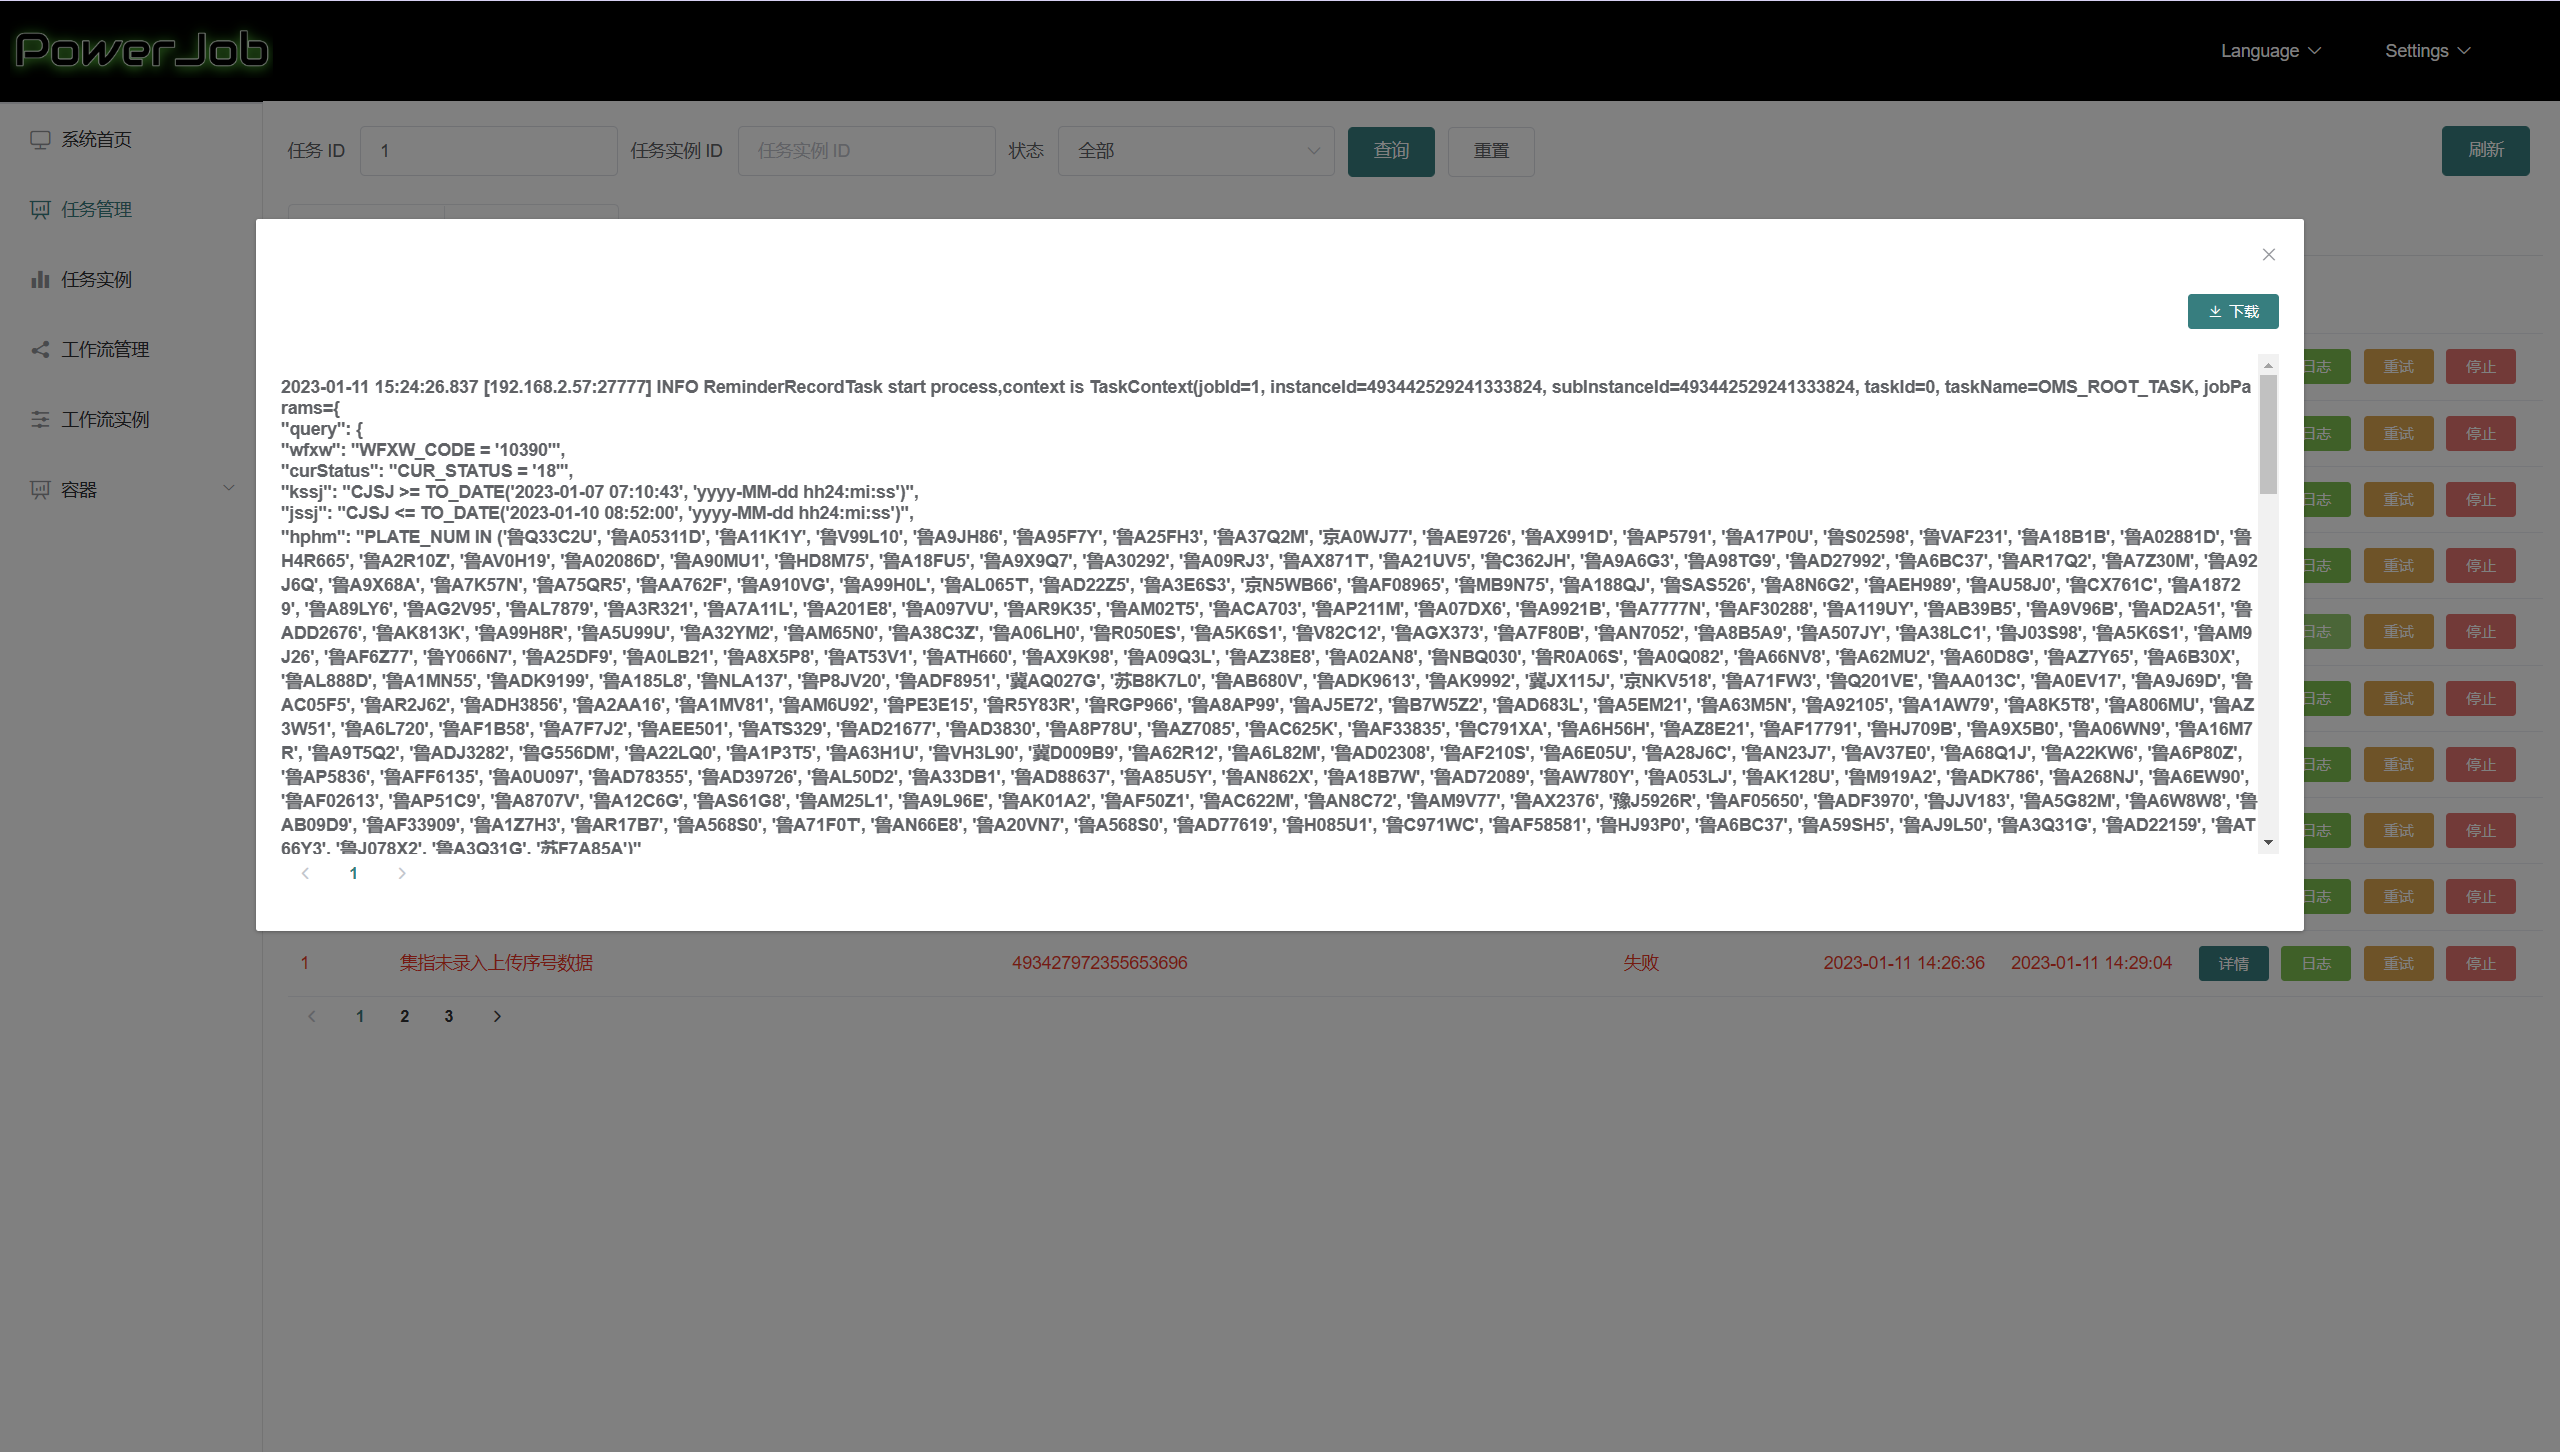 PowerJob
Language
Settings
系统首页
任务管理
任务实例
工作流管理
工作流实例
容器
任务 ID
1
任务实例 ID
任务实例 ID
状态
全部
查询
重置
刷新
下载
2023-01-11 15:24:26.837 [192.168.2.57:27777] INFO ReminderRecordTask start process,context is TaskContext(jobId=1, instanceId=493442529241333824, subInstanceId=493442529241333824, taskId=0, taskName=OMS_ROOT_TASK, jobPa
rams={
"query": {
"wfxw": "WFXW_CODE = '10390'",
"curStatus": "CUR_STATUS = '18'",
"kssj": "CJSJ >= TO_DATE('2023-01-07 07:10:43', 'yyyy-MM-dd hh24:mi:ss')",
"jssj": "CJSJ <= TO_DATE('2023-01-10 08:52:00', 'yyyy-MM-dd hh24:mi:ss')",
"hphm": "PLATE_NUM IN ('鲁Q33C2U', '鲁A05311D', '鲁A11K1Y', '鲁V99L10', '鲁A9JH86', '鲁A95F7Y', '鲁A25FH3', '鲁A37Q2M', '京A0WJ77', '鲁AE9726', '鲁AX991D', '鲁AP5791', '鲁A17P0U', '鲁S02598', '鲁VAF231', '鲁A18B1B', '鲁A02881D', '鲁
H4R665', '鲁A2R10Z', '鲁AV0H19', '鲁A02086D', '鲁A90MU1', '鲁HD8M75', '鲁A18FU5', '鲁A9X9Q7', '鲁A30292', '鲁A09RJ3', '鲁AX871T', '鲁A21UV5', '鲁C362JH', '鲁A9A6G3', '鲁A98TG9', '鲁AD27992', '鲁A6BC37', '鲁AR17Q2', '鲁A7Z30M', '鲁A92
J6Q', '鲁A9X68A', '鲁A7K57N', '鲁A75QR5', '鲁AA762F', '鲁A910VG', '鲁A99H0L', '鲁AL065T', '鲁AD22Z5', '鲁A3E6S3', '京N5WB66', '鲁AF08965', '鲁MB9N75', '鲁A188QJ', '鲁SAS526', '鲁A8N6G2', '鲁AEH989', '鲁AU58J0', '鲁CX761C', '鲁A1872
9', '鲁A89LY6', '鲁AG2V95', '鲁AL7879', '鲁A3R321', '鲁A7A11L', '鲁A201E8', '鲁A097VU', '鲁AR9K35', '鲁AM02T5', '鲁ACA703', '鲁AP211M', '鲁A07DX6', '鲁A9921B', '鲁A7777N', '鲁AF30288', '鲁A119UY', '鲁AB39B5', '鲁A9V96B', '鲁AD2A51', '鲁
ADD2676', '鲁AK813K', '鲁A99H8R', '鲁A5U99U', '鲁A32YM2', '鲁AM65N0', '鲁A38C3Z', '鲁A06LH0', '鲁R050ES', '鲁A5K6S1', '鲁V82C12', '鲁AGX373', '鲁A7F80B', '鲁AN7052', '鲁A8B5A9', '鲁A507JY', '鲁A38LC1', '鲁J03S98', '鲁A5K6S1', '鲁AM9
J26', '鲁AF6Z77', '鲁Y066N7', '鲁A25DF9', '鲁A0LB21', '鲁A8X5P8', '鲁AT53V1', '鲁ATH660', '鲁AX9K98', '鲁A09Q3L', '鲁AZ38E8', '鲁A02AN8', '鲁NBQ030', '鲁R0A06S', '鲁A0Q082', '鲁A66NV8', '鲁A62MU2', '鲁A60D8G', '鲁AZ7Y65', '鲁A6B30X',
'鲁AL888D', '鲁A1MN55', '鲁ADK9199', '鲁A185L8', '鲁NLA137', '鲁P8JV20', '鲁ADF8951', '冀AQ027G', '苏B8K7L0', '鲁AB680V', '鲁ADK9613', '鲁AK9992', '冀JX115J', '京NKV518', '鲁A71FW3', '鲁Q201VE', '鲁AA013C', '鲁A0EV17', '鲁A9J69D', '鲁
AC05F5', '鲁AR2J62', '鲁ADH3856', '鲁A2AA16', '鲁A1MV81', '鲁AM6U92', '鲁PE3E15', '鲁R5Y83R', '鲁RGP966', '鲁A8AP99', '鲁AJ5E72', '鲁B7W5Z2', '鲁AD683L', '鲁A5EM21', '鲁A63M5N', '鲁A92105', '鲁A1AW79', '鲁A8K5T8', '鲁A806MU', '鲁AZ
3W51', '鲁A6L720', '鲁AF1B58', '鲁A7F7J2', '鲁AEE501', '鲁ATS329', '鲁AD21677', '鲁AD3830', '鲁A8P78U', '鲁AZ7085', '鲁AC625K', '鲁AF33835', '鲁C791XA', '鲁A6H56H', '鲁AZ8E21', '鲁AF17791', '鲁HJ709B', '鲁A9X5B0', '鲁A06WN9', '鲁A16M7
R', '鲁A9T5Q2', '鲁ADJ3282', '鲁G556DM', '鲁A22LQ0', '鲁A1P3T5', '鲁A63H1U', '鲁VH3L90', '冀D009B9', '鲁A62R12', '鲁A6L82M', '鲁AD02308', '鲁AF210S', '鲁A6E05U', '鲁A28J6C', '鲁AN23J7', '鲁AV37E0', '鲁A68Q1J', '鲁A22KW6', '鲁A6P80Z',
'鲁AP5836', '鲁AFF6135', '鲁A0U097', '鲁AD78355', '鲁AD39726', '鲁AL50D2', '鲁A33DB1', '鲁AD88637', '鲁A85U5Y', '鲁AN862X', '鲁A18B7W', '鲁AD72089', '鲁AW780Y', '鲁A053LJ', '鲁AK128U', '鲁M919A2', '鲁ADK786', '鲁A268NJ', '鲁A6EW90',
'鲁AF02613', '鲁AP51C9', '鲁A8707V', '鲁A12C6G', '鲁AS61G8', '鲁AM25L1', '鲁A9L96E', '鲁AK01A2', '鲁AF50Z1', '鲁AC622M', '鲁AN8C72', '鲁AM9V77', '鲁AX2376', '豫J5926R', '鲁AF05650', '鲁ADF3970', '鲁JJV183', '鲁A5G82M', '鲁A6W8W8', '鲁
AB09D9', '鲁AF33909', '鲁A1Z7H3', '鲁AR17B7', '鲁A568S0', '鲁A71F0T', '鲁AN66E8', '鲁A20VN7', '鲁A568S0', '鲁AD77619', '鲁H085U1', '鲁C971WC', '鲁AF58581', '鲁HJ93P0', '鲁A6BC37', '鲁A59SH5', '鲁AJ9L50', '鲁A3Q31G', '鲁AD22159', '鲁AT
66Y3', '鲁J078X2', '鲁A3Q31G', '苏F7A85A')"
1
日志 重试 停止
日志 重试 停止
日志 重试 停止
日志 重试 停止
日志 重试 停止
日志 重试 停止
日志 重试 停止
日志 重试 停止
日志 重试 停止
1 集指未录入上传序号数据 493427972355653696 失败 2023-01-11 14:26:36 2023-01-11 14:29:04 详情 日志 重试 停止
1 2 3